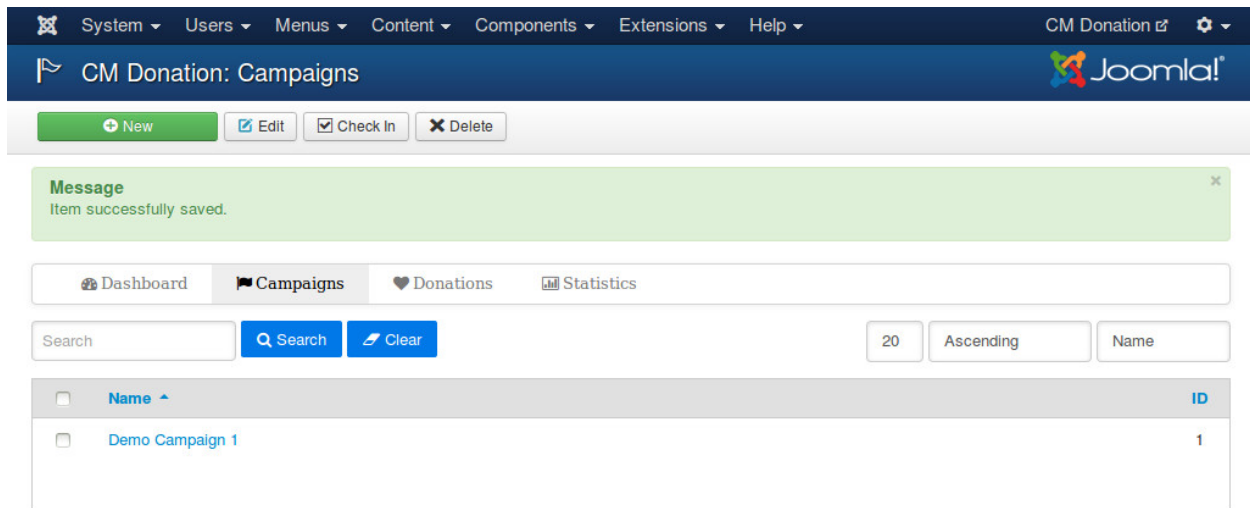 System Users Menus Content Components Extensions Help CM Donation
CM Donation: Campaigns Joomla!
New Edit Check In Delete
Message ×
Item successfully saved.
Dashboard Campaigns Donations Statistics
Search Search Clear 20 Ascending Name
Name ID
Demo Campaign 1 1